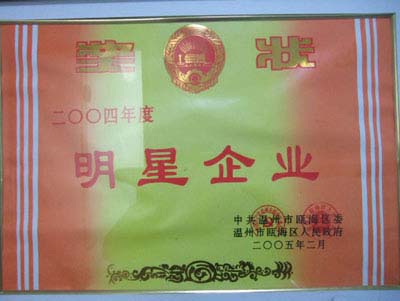 奖状
二〇〇四年度
明星企业
中共温州市瓯海区委
温州市瓯海区人民政府
二〇〇五年二月